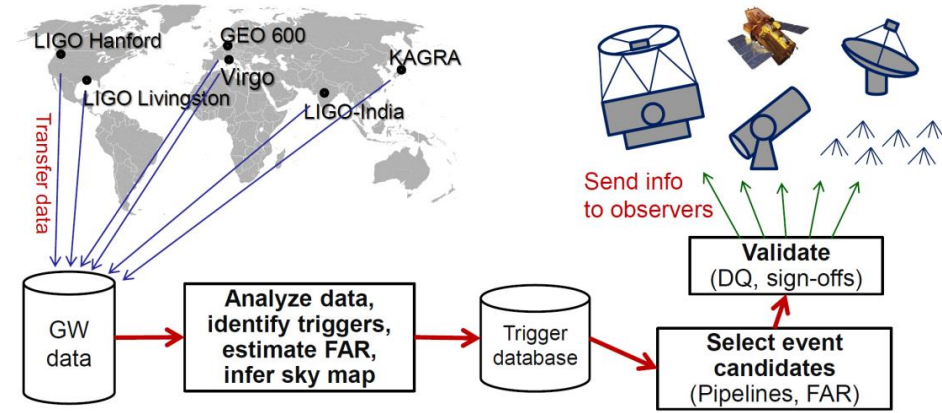 LIGO Hanford
GEO 600
KAGRA
Virgo
LIGO Livingston
LIGO-India
Transfer data
Send info
to observers
GW
data
Analyze data,
identify triggers,
estimate FAR,
infer sky map
Trigger
database
Validate
(DQ, sign-offs)
Select event
candidates
(Pipelines, FAR)